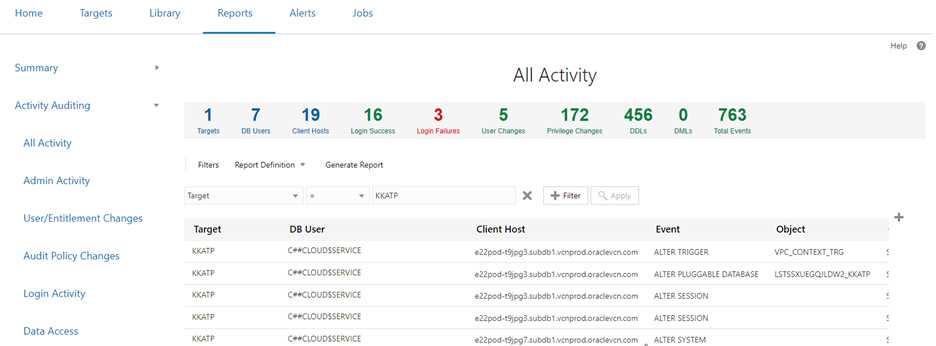 Home Targets Library Reports Alerts Jobs
Help ?
Summary
Activity Auditing
All Activity
Admin Activity
User/Entitlement Changes
Audit Policy Changes
Login Activity
Data Access
All Activity
1 7 19 16 3 5 172 456 0 763
Targets DB Users Client Hosts Login Success Login Failures User Changes Privilege Changes DDLs DMLs Total Events
Filters Report Definition Generate Report
Target = KKATP Filter Apply
Target DB User Client Host Event Object
KKATP C##CLOUD$SERVICE e22pod-t9jpg3.subdb1.vcnprod.oraclevcn.com ALTER TRIGGER VPC_CONTEXT_TRG S
KKATP C##CLOUD$SERVICE e22pod-t9jpg3.subdb1.vcnprod.oraclevcn.com ALTER PLUGGABLE DATABASE LSTSSXUEGQJLDW2_KKATP S
KKATP C##CLOUD$SERVICE e22pod-t9jpg3.subdb1.vcnprod.oraclevcn.com ALTER SESSION S
KKATP C##CLOUD$SERVICE e22pod-t9jpg3.subdb1.vcnprod.oraclevcn.com ALTER SESSION S
KKATP C##CLOUD$SERVICE e22pod-t9jpg7.subdb1.vcnprod.oraclevcn.com ALTER SYSTEM S